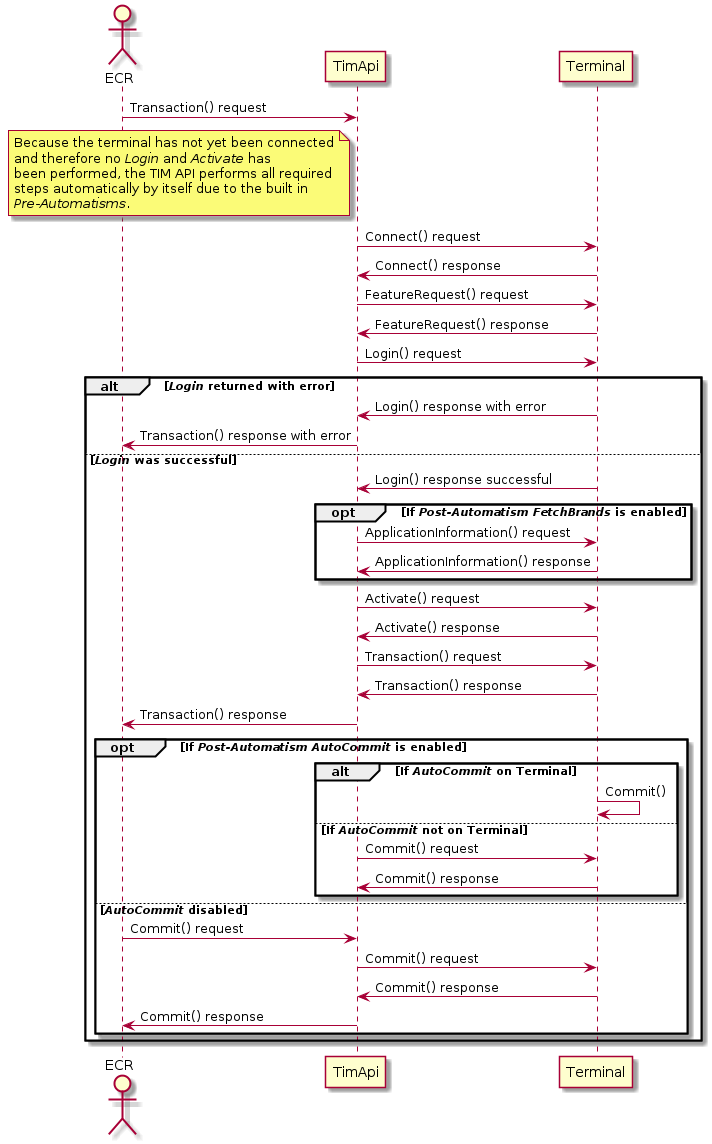 ECR
TimApi
Terminal
Transaction() request
Because the terminal has not yet been connected
and therefore no Login and Activate has
been performed, the TIM API performs all required
steps automatically by itself due to the built in
Pre-Automatisms.
Connect() request
Connect() response
FeatureRequest() request
FeatureRequest() response
Login() request
alt
[Login returned with error]
Login() response with error
Transaction() response with error
[Login was successful]
Login() response successful
opt
[If Post-Automatism FetchBrands is enabled]
ApplicationInformation() request
ApplicationInformation() response
Activate() request
Activate() response
Transaction() request
Transaction() response
Transaction() response
opt
[If Post-Automatism AutoCommit is enabled]
alt
[If AutoCommit on Terminal]
Commit()
[If AutoCommit not on Terminal]
Commit() request
Commit() response
[AutoCommit disabled]
Commit() request
Commit() request
Commit() response
Commit() response
ECR
TimApi
Terminal